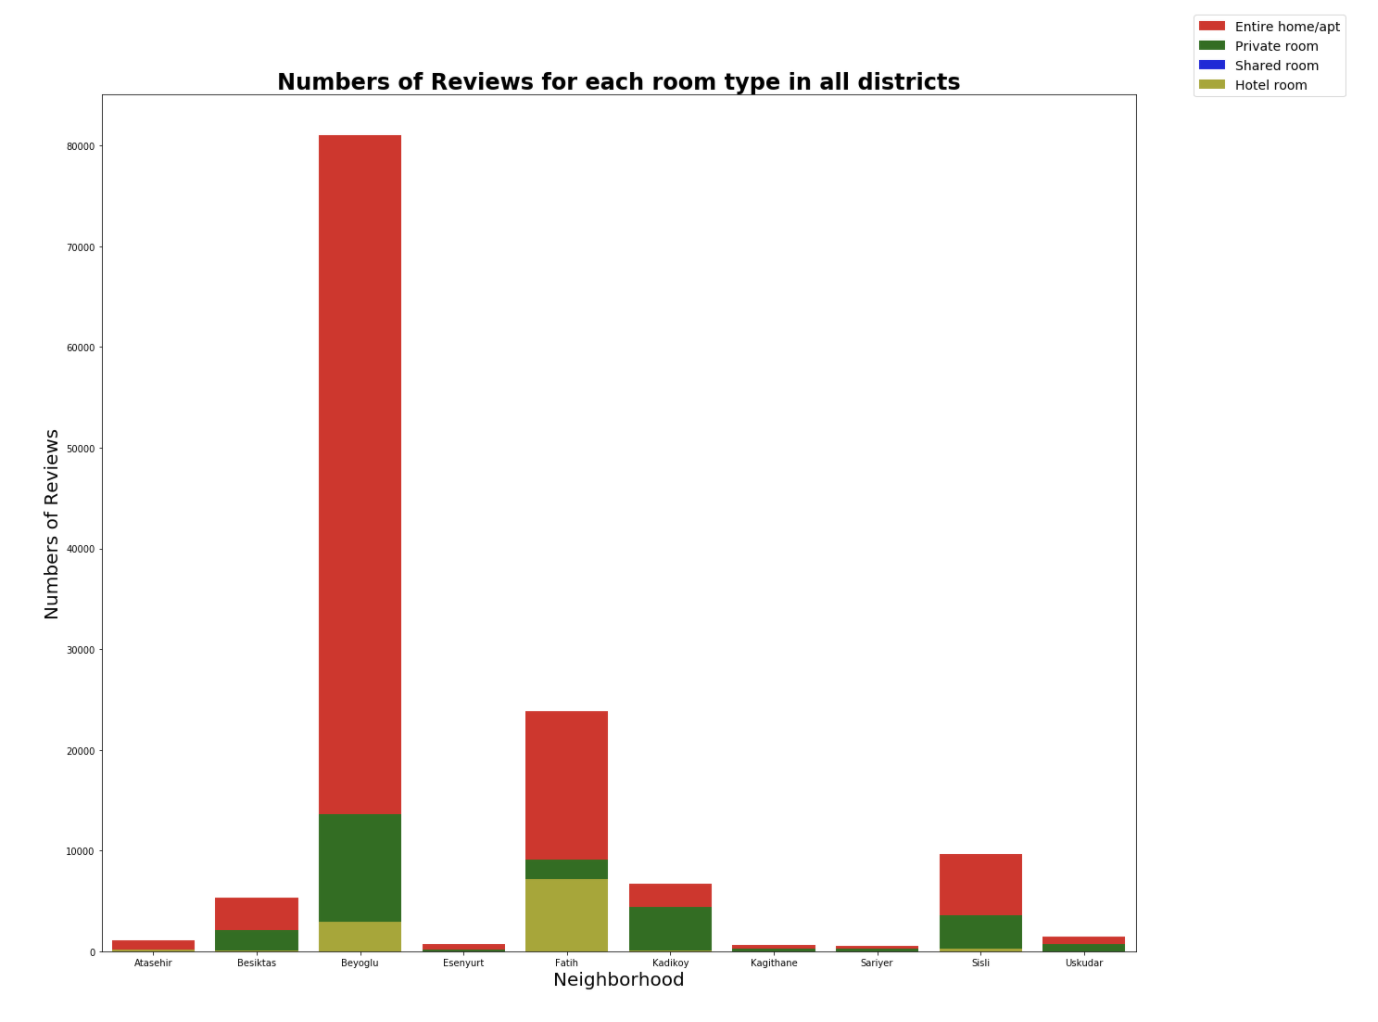 Entire home/apt
Private room
Shared room
Hotel room
Numbers of Reviews for each room type in all districts
80000
70000
60000
50000
40000
30000
20000
10000
0
Numbers of Reviews
Atasehir Besiktas Beyoglu Esenyurt Fatih Kadikoy Kagithane Sariyer Sisli Uskudar
Neighborhood